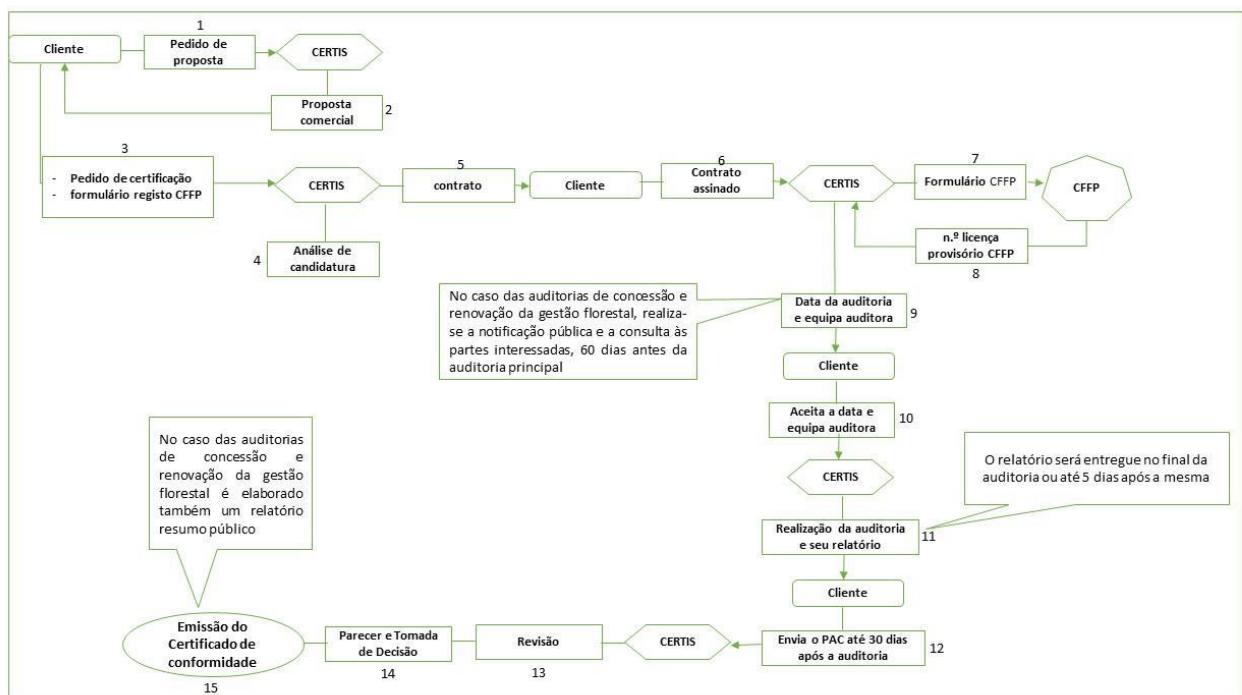 1
Cliente
Pedido de
proposta
CERTIS
Proposta
comercial
2
3
- Pedido de certificação
- formulário registo CFFP
CERTIS
4
Análise de
candidatura
5
contrato
Cliente
6
Contrato
assinado
CERTIS
7
Formulário CFFP
CFFP
n.º licença
provisório CFFP
8
No caso das auditorias de concessão e
renovação da gestão florestal, realiza-
se a notificação pública e a consulta às
partes interessadas, 60 dias antes da
auditoria principal
Data da auditoria
e equipa auditora
9
Cliente
Aceita a data e
equipa auditora
10
CERTIS
O relatório será entregue no final da
auditoria ou até 5 dias após a mesma
Realização da auditoria
e seu relatório
11
Cliente
Envia o PAC até 30 dias
após a auditoria
12
CERTIS
Revisão
13
Parecer e Tomada
de Decisão
14
No caso das auditorias
de concessão e
renovação da gestão
florestal é elaborado
também um relatório
resumo público
Emissão do
Certificado de
conformidade
15